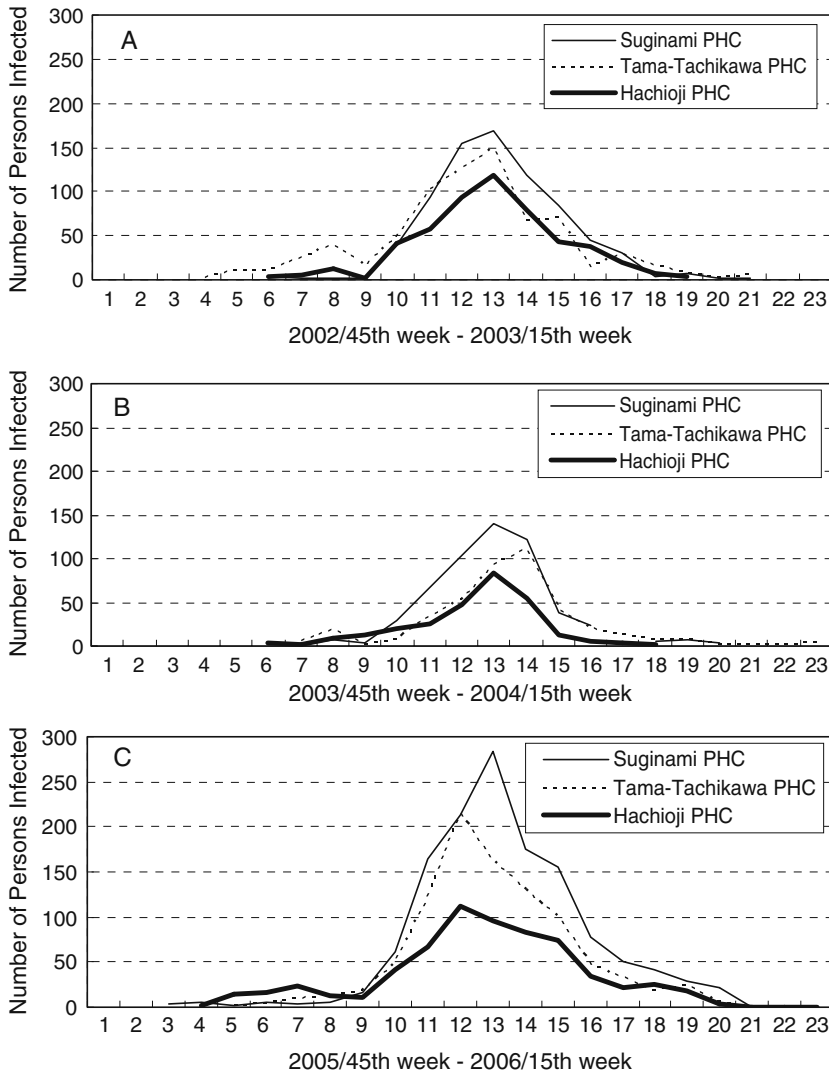 A
Number of Persons Infected
300
250
200
150
100
50
0
Suginami PHC
Tama-Tachikawa PHC
Hachioji PHC
1 2 3 4 5 6 7 8 9 10 11 12 13 14 15 16 17 18 19 20 21 22 23
2002/45th week - 2003/15th week
B
Number of Persons Infected
300
250
200
150
100
50
0
Suginami PHC
Tama-Tachikawa PHC
Hachioji PHC
1 2 3 4 5 6 7 8 9 10 11 12 13 14 15 16 17 18 19 20 21 22 23
2003/45th week - 2004/15th week
C
Number of Persons Infected
300
250
200
150
100
50
0
Suginami PHC
Tama-Tachikawa PHC
Hachioji PHC
1 2 3 4 5 6 7 8 9 10 11 12 13 14 15 16 17 18 19 20 21 22 23
2005/45th week - 2006/15th week